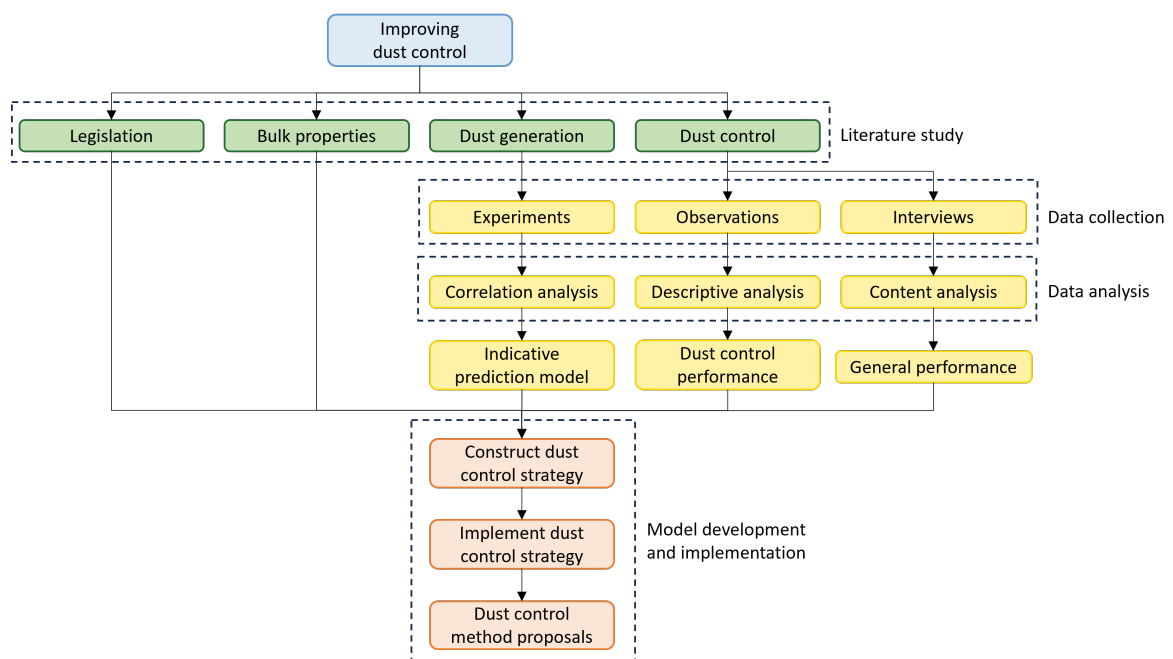 Improving
dust control
Legislation
Bulk properties
Dust generation
Dust control
Literature study
Experiments
Observations
Interviews
Data collection
Correlation analysis
Descriptive analysis
Content analysis
Data analysis
Indicative
prediction model
Dust control
performance
General performance
Construct dust
control strategy
Implement dust
control strategy
Model development
and implementation
Dust control
method proposals